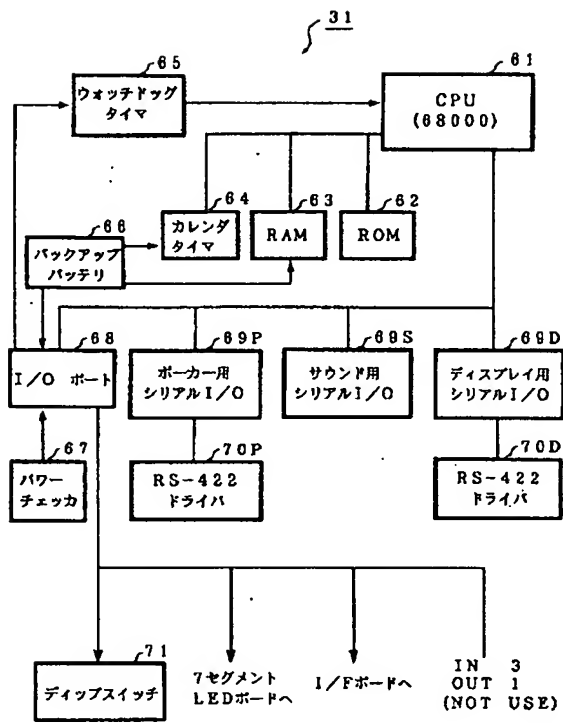 31
65
ウォッチドッグ
タイマ
61
CPU
(68000)
64
カレンダ
タイマ
63
RAM
62
ROM
66
バックアップ
バッテリ
68
I/O ポート
69P
ポーカー用
シリアルI/O
69S
サウンド用
シリアルI/O
69D
ディスプレイ用
シリアルI/O
67
パワー
チェッカ
70P
RS-422
ドライバ
70D
RS-422
ドライバ
71
ディップスイッチ
7セグメント
LEDボードへ
I/Fボードへ
IN 3
OUT 1
(NOT USE)